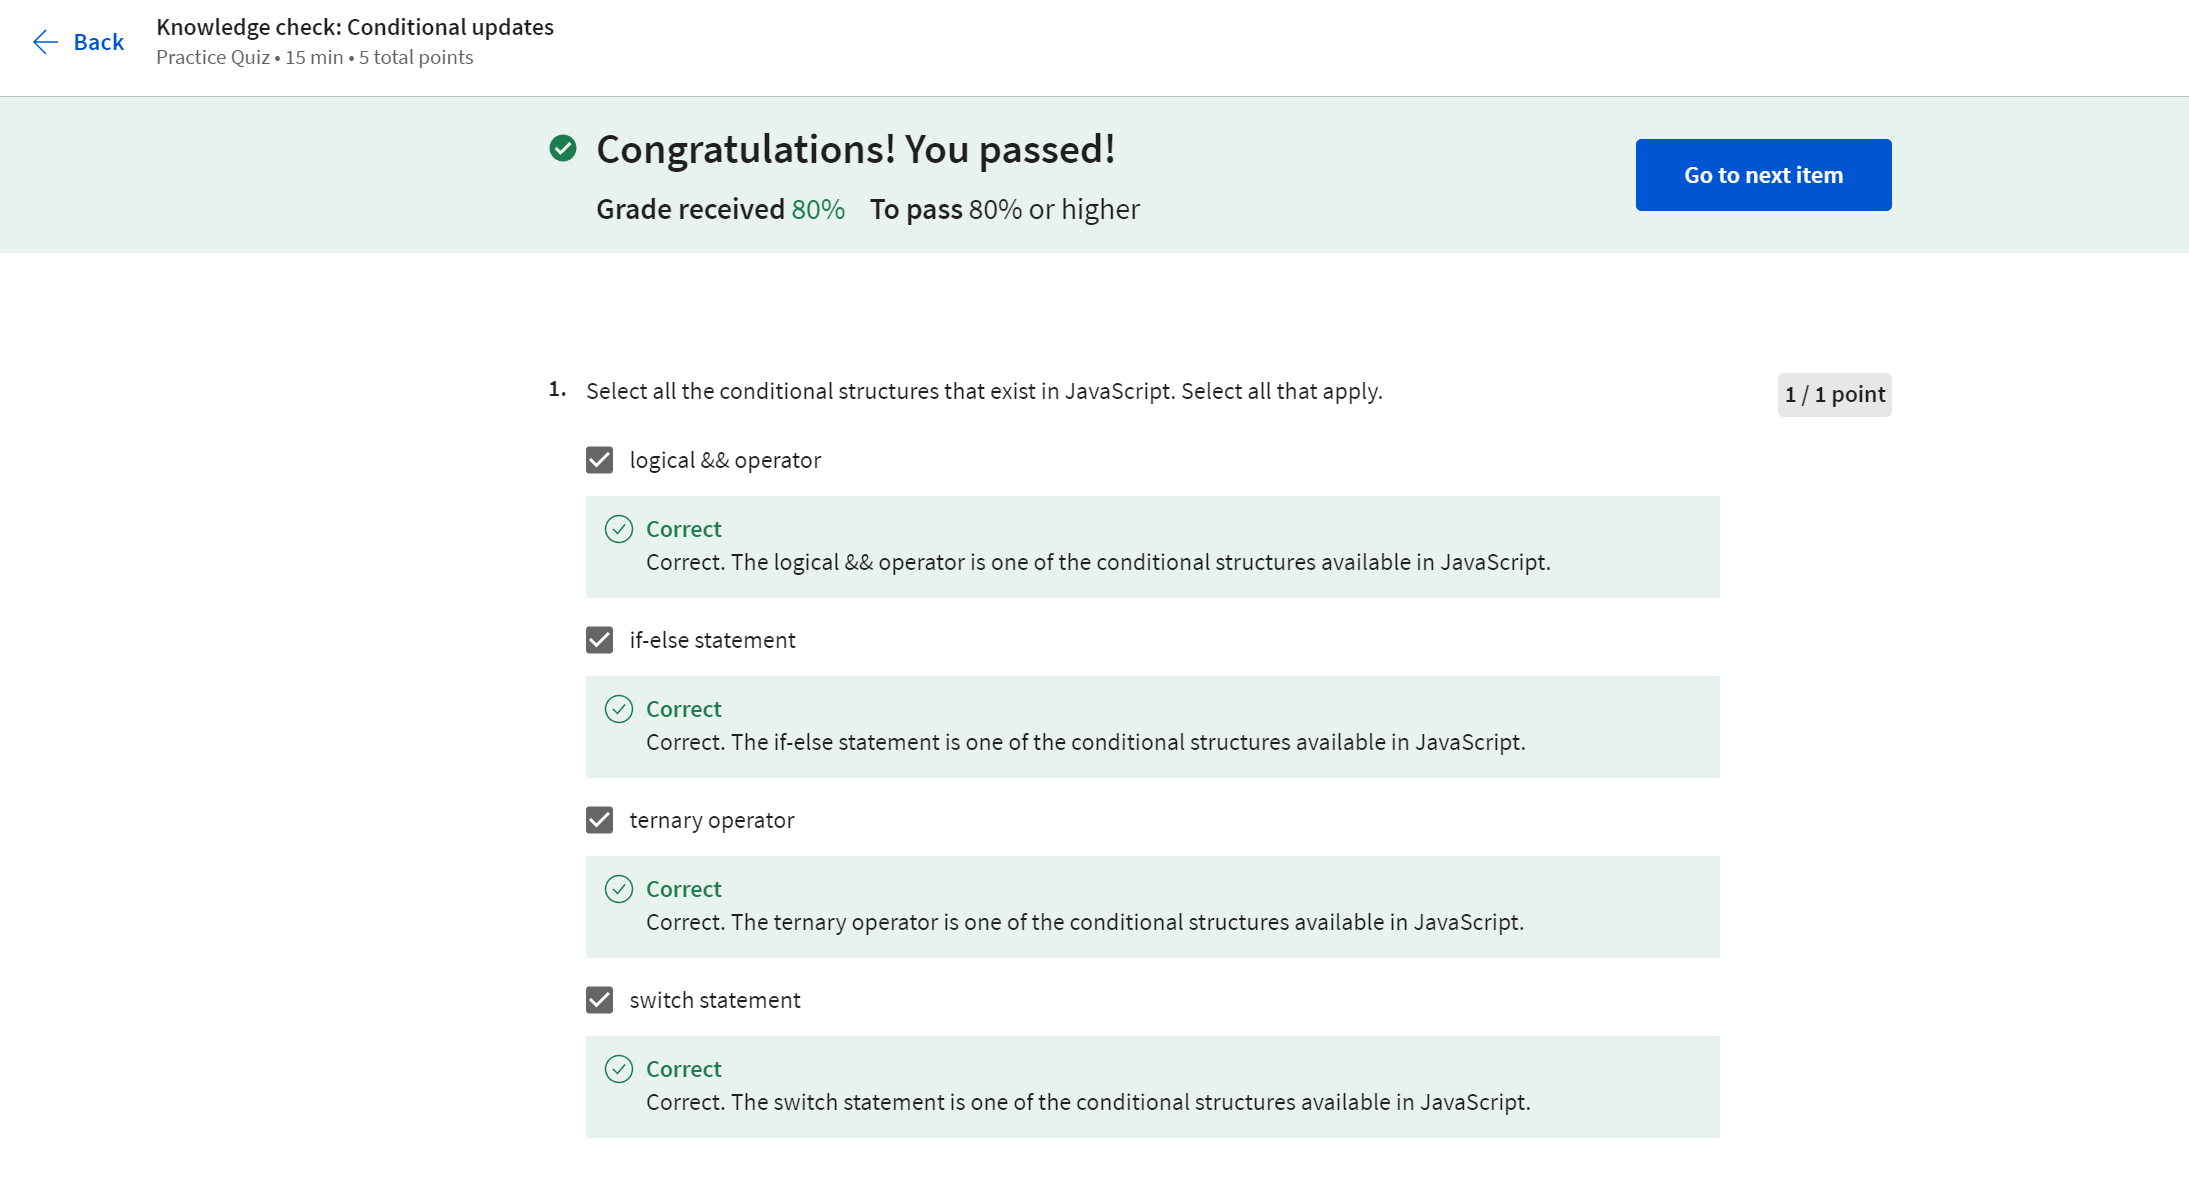 Back
Knowledge check: Conditional updates
Practice Quiz • 15 min • 5 total points
Congratulations! You passed!
Grade received 80% To pass 80% or higher
Go to next item
1. Select all the conditional structures that exist in JavaScript. Select all that apply.
1 / 1 point
logical && operator
Correct
Correct. The logical && operator is one of the conditional structures available in JavaScript.
if-else statement
Correct
Correct. The if-else statement is one of the conditional structures available in JavaScript.
ternary operator
Correct
Correct. The ternary operator is one of the conditional structures available in JavaScript.
switch statement
Correct
Correct. The switch statement is one of the conditional structures available in JavaScript.